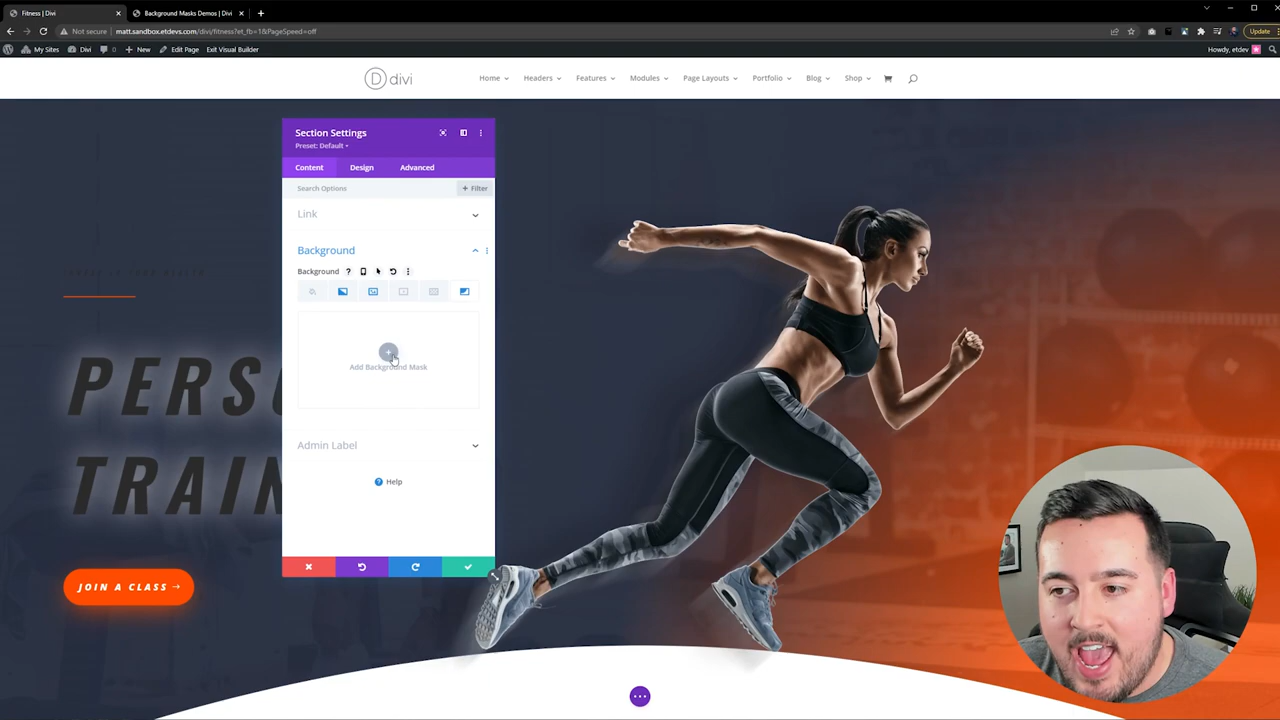 Fitness | Divi
Background Masks Demos | Divi
Not secure
matt.sandbox.etdevs.com/divi/fitness?et_fb=1&PageSpeed=off
Update
My Sites
Divi
0
New
Edit Page
Exit Visual Builder
Howdy, etdev
D divi
Home
Headers
Features
Modules
Page Layouts
Portfolio
Blog
Shop
Section Settings
Preset: Default
Content
Design
Advanced
Search Options
+ Filter
Link
Background
Background
Add Background Mask
Admin Label
Help
PERSO
TRAIN
JOIN A CLASS →